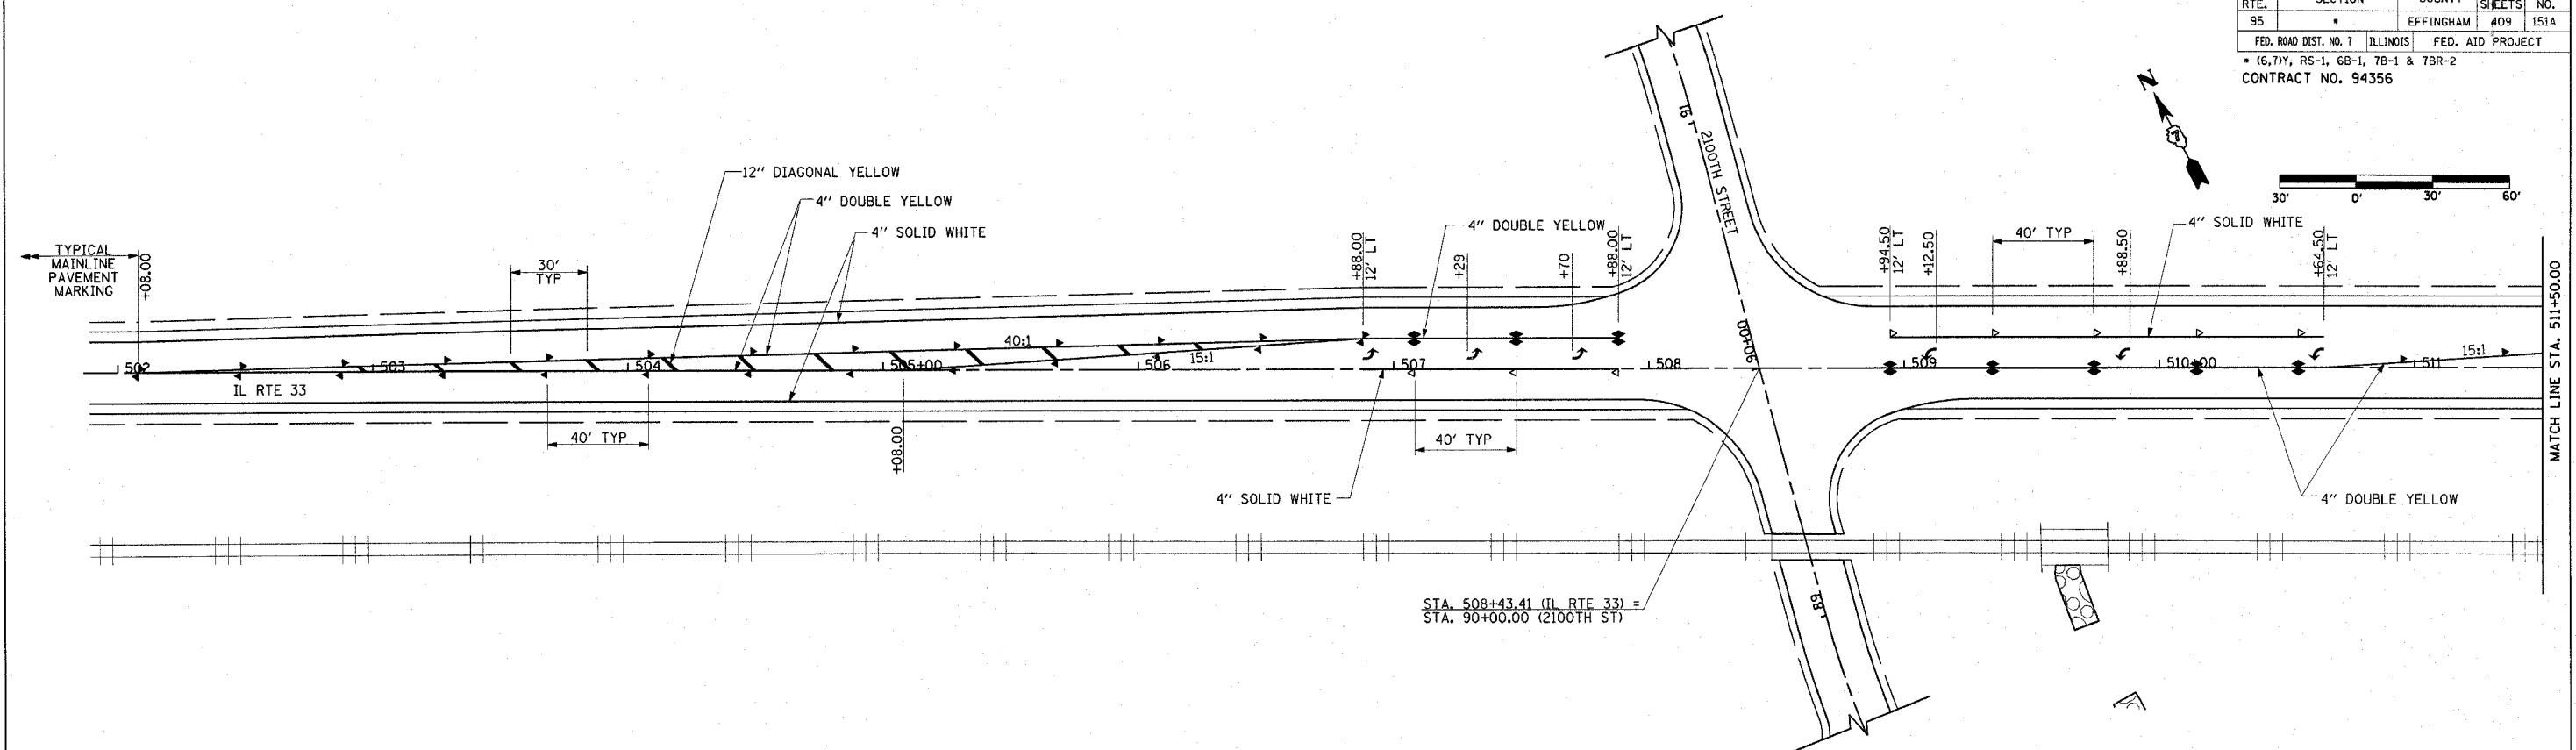 RTE. SECTION COUNTY SHEETS NO.
95 * EFFINGHAM 409 151A
FED. ROAD DIST. NO. 7 ILLINOIS FED. AID PROJECT
* (6,7)Y, RS-1, 6B-1, 7B-1 & 7BR-2
CONTRACT NO. 94356
N
30' 0' 30' 60'
12" DIAGONAL YELLOW
4" DOUBLE YELLOW
4" SOLID WHITE
TYPICAL
MAINLINE
PAVEMENT
MARKING
+08.00
30'
TYP
4" DOUBLE YELLOW
+88.00
12' LT
+29
+70
+88.00
12' LT
91
2100TH STREET
90+00
+94.50
12' LT
+12.50
40' TYP
+88.50
4" SOLID WHITE
+64.50
12' LT
MATCH LINE STA. 511+50.00
40:1
15:1
15:1
502 503 504 505+00 506 507 508 509 510+00 511
IL RTE 33
40' TYP
+08.00
40' TYP
4" SOLID WHITE
4" DOUBLE YELLOW
STA. 508+43.41 (IL RTE 33) =
STA. 90+00.00 (2100TH ST)
89